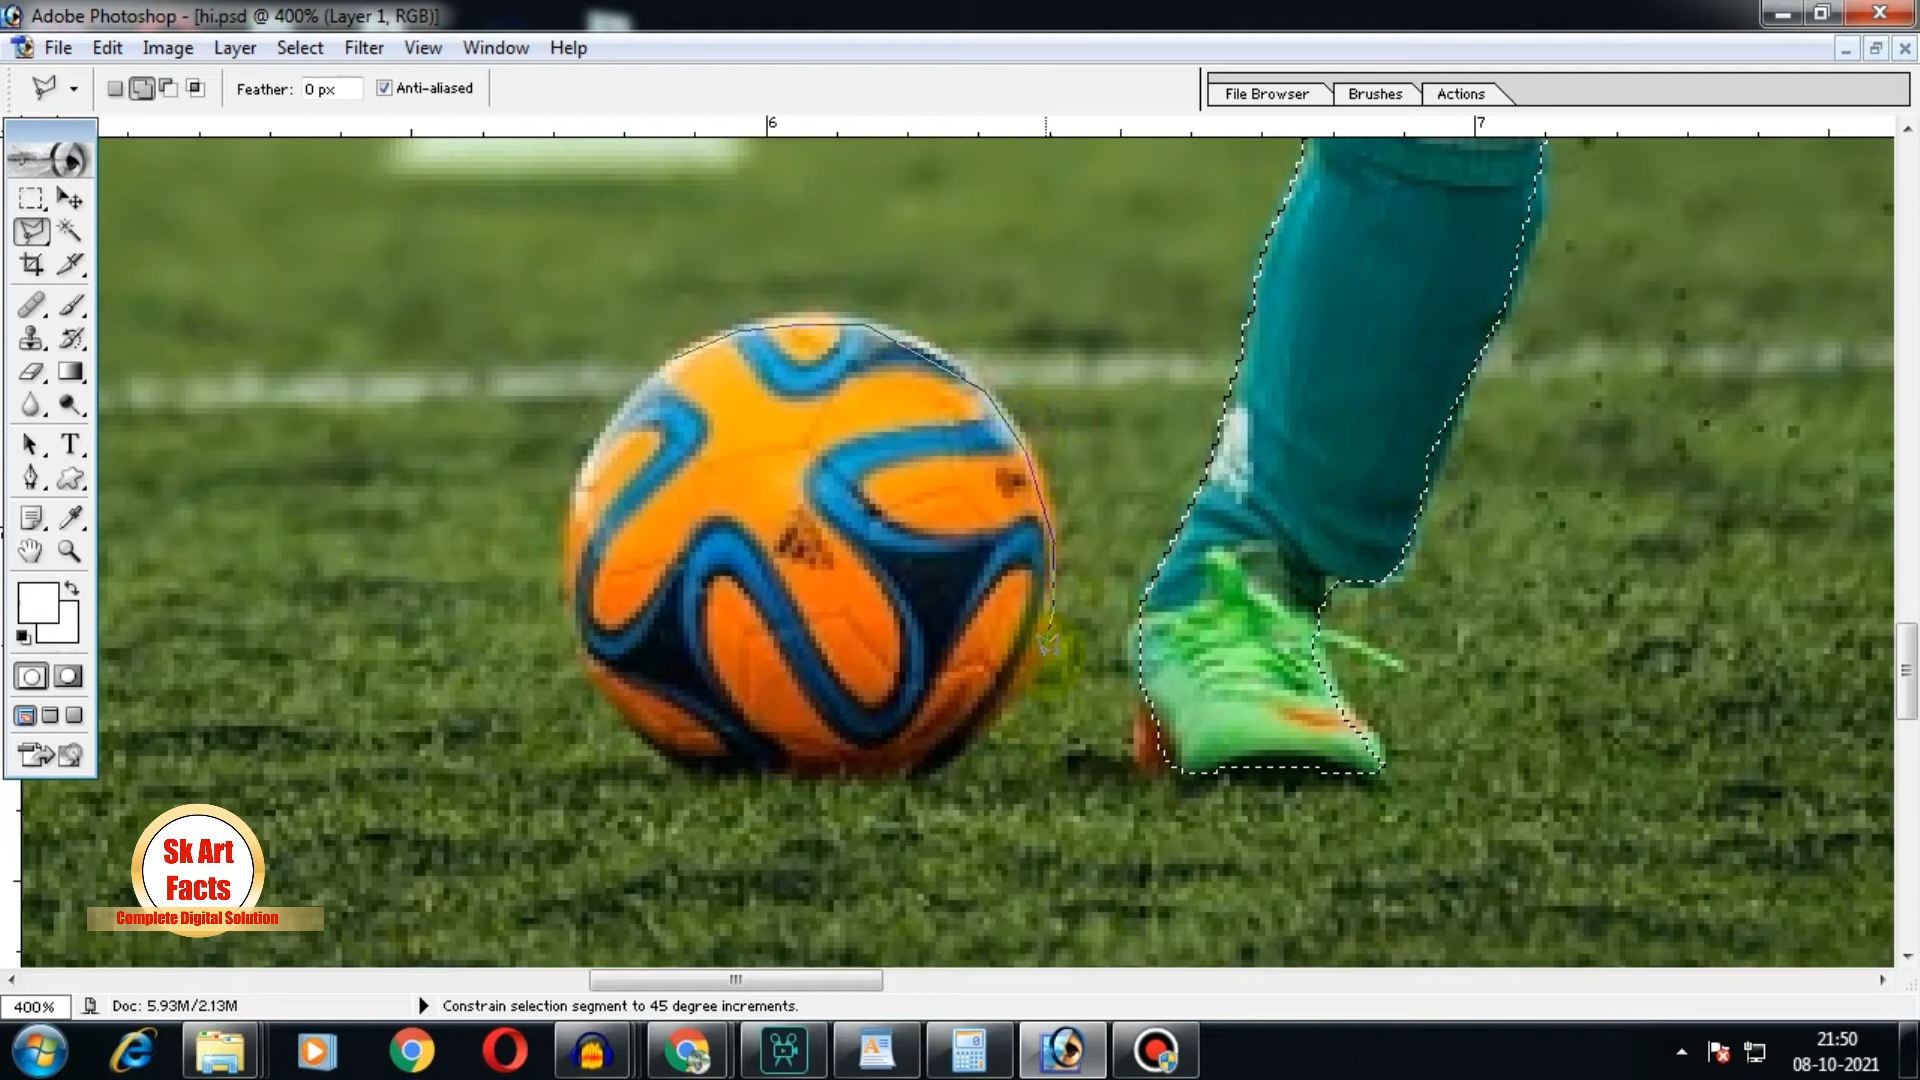 Adobe Photoshop - [hi.psd @ 400% (Layer 1, RGB)]
File Edit Image Layer Select Filter View Window Help
Feather: 0 px Anti-aliased
File Browser Brushes Actions
6 7
T
Sk Art
Facts
Complete Digital Solution
400% Doc: 5.93M/2.13M Constrain selection segment to 45 degree increments.
21:50
08-10-2021